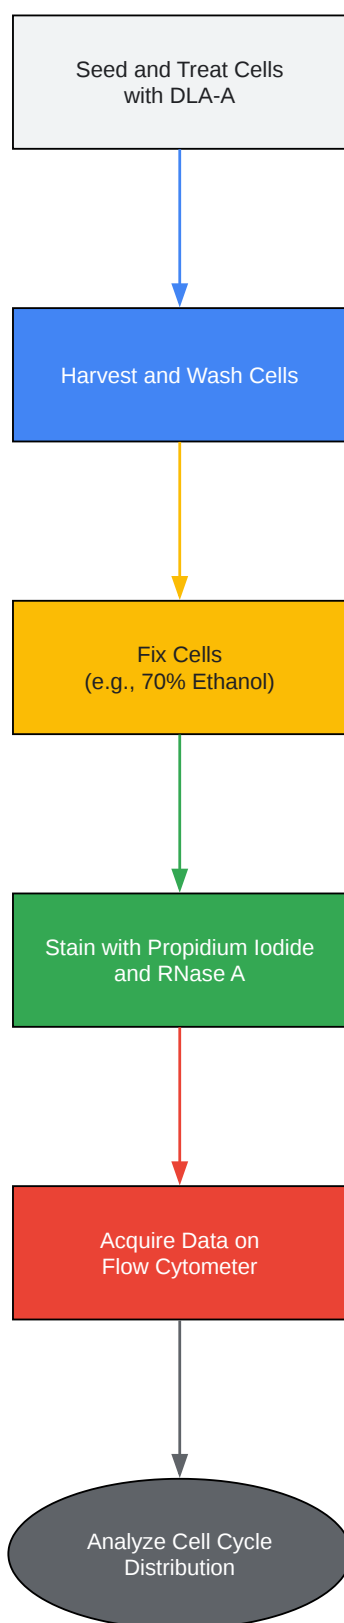 Seed and Treat Cells
with DLA-A
Harvest and Wash Cells
Fix Cells
(e.g., 70% Ethanol)
Stain with Propidium Iodide
and RNase A
Acquire Data on
Flow Cytometer
Analyze Cell Cycle
Distribution